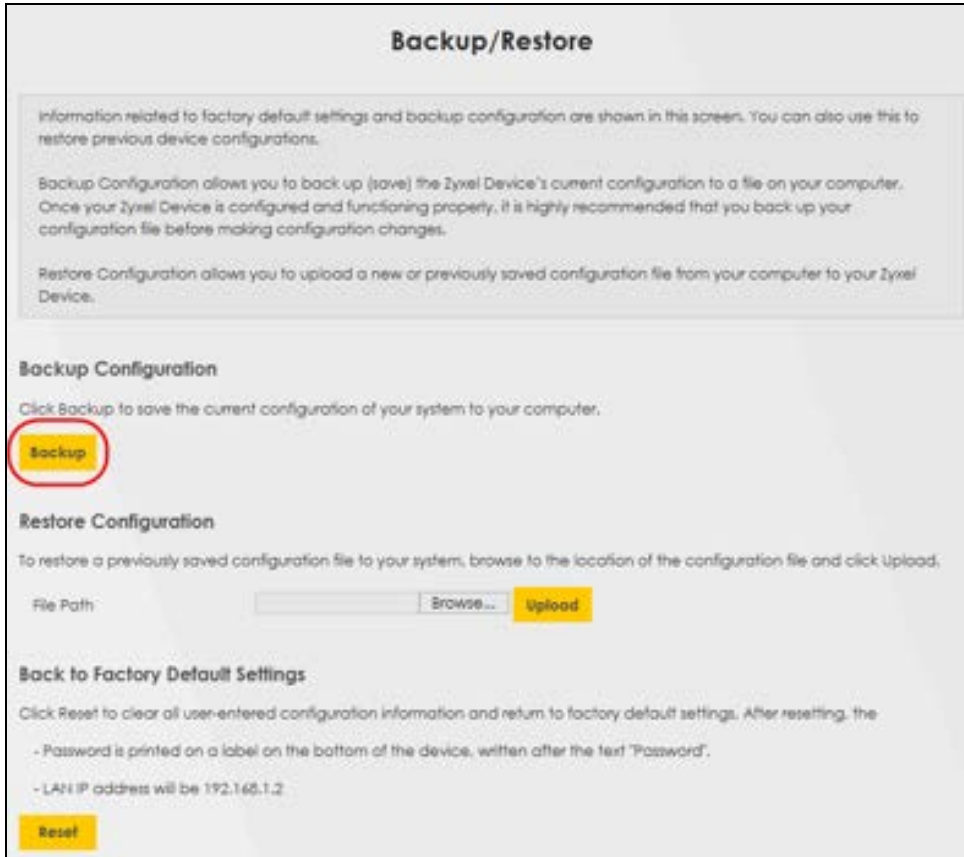 Backup/Restore
Information related to factory default settings and backup configuration are shown in this screen. You can also use this to
restore previous device configurations.
Backup Configuration allows you to back up (save) the Zyxel Device's current configuration to a file on your computer.
Once your Zyxel Device is configured and functioning properly, it is highly recommended that you back up your
configuration file before making configuration changes.
Restore Configuration allows you to upload a new or previously saved configuration file from your computer to your Zyxel
Device.
Backup Configuration
Click Backup to save the current configuration of your system to your computer.
Backup
Restore Configuration
To restore a previously saved configuration file to your system, browse to the location of the configuration file and click Upload.
File Path Browse... Upload
Back to Factory Default Settings
Click Reset to clear all user-entered configuration information and return to factory default settings. After resetting, the
- Password is printed on a label on the bottom of the device, written after the text "Password".
- LAN IP address will be 192.168.1.2
Reset